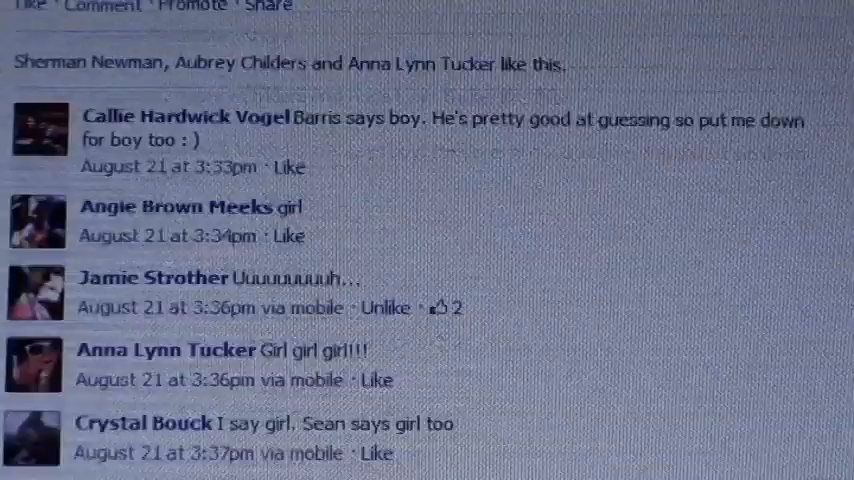 Like · Comment · Promote · Share
Sherman Newman, Aubrey Childers and Anna Lynn Tucker like this.
Callie Hardwick Vogel Barris says boy. He's pretty good at guessing so put me down
for boy too : )
August 21 at 3:33pm · Like
Angie Brown Meeks girl
August 21 at 3:34pm · Like
Jamie Strother Uuuuuuuuuh...
August 21 at 3:36pm via mobile · Unlike · 2
Anna Lynn Tucker Girl girl girl!!!
August 21 at 3:36pm via mobile · Like
Crystal Bouck I say girl, Sean says girl too
August 21 at 3:37pm via mobile · Like